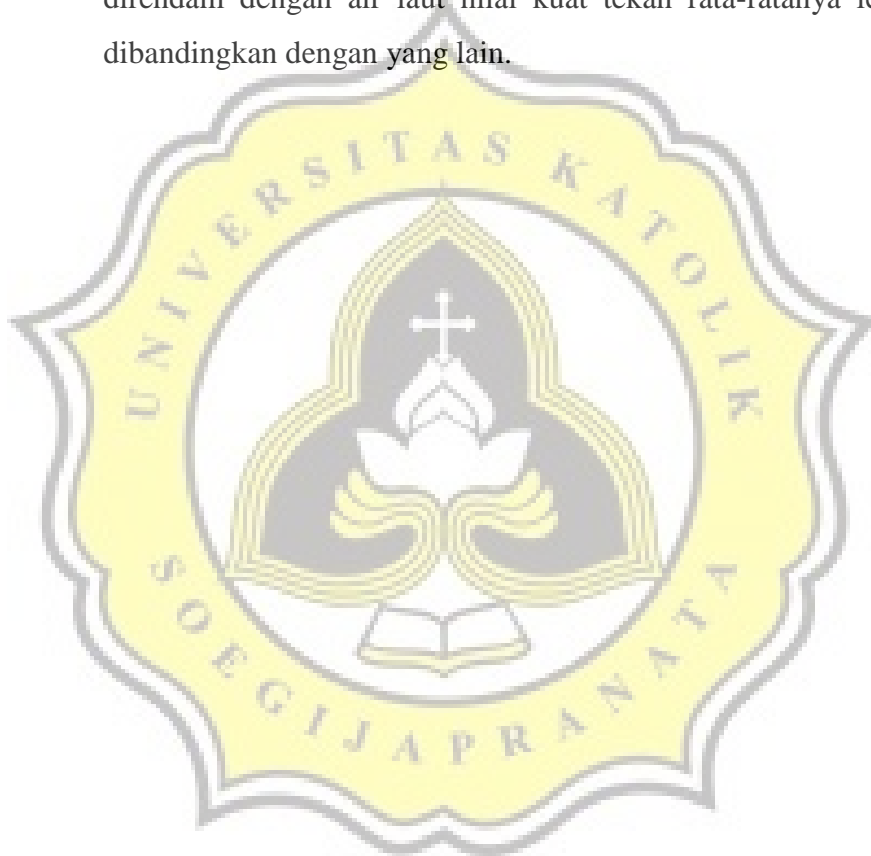 direndam dengan air laut nilai kuat tekan rata-ratanya
dibandingkan dengan yang lain.
UNIVERSITAS KATOLIK
SOEGIJAPRANATA